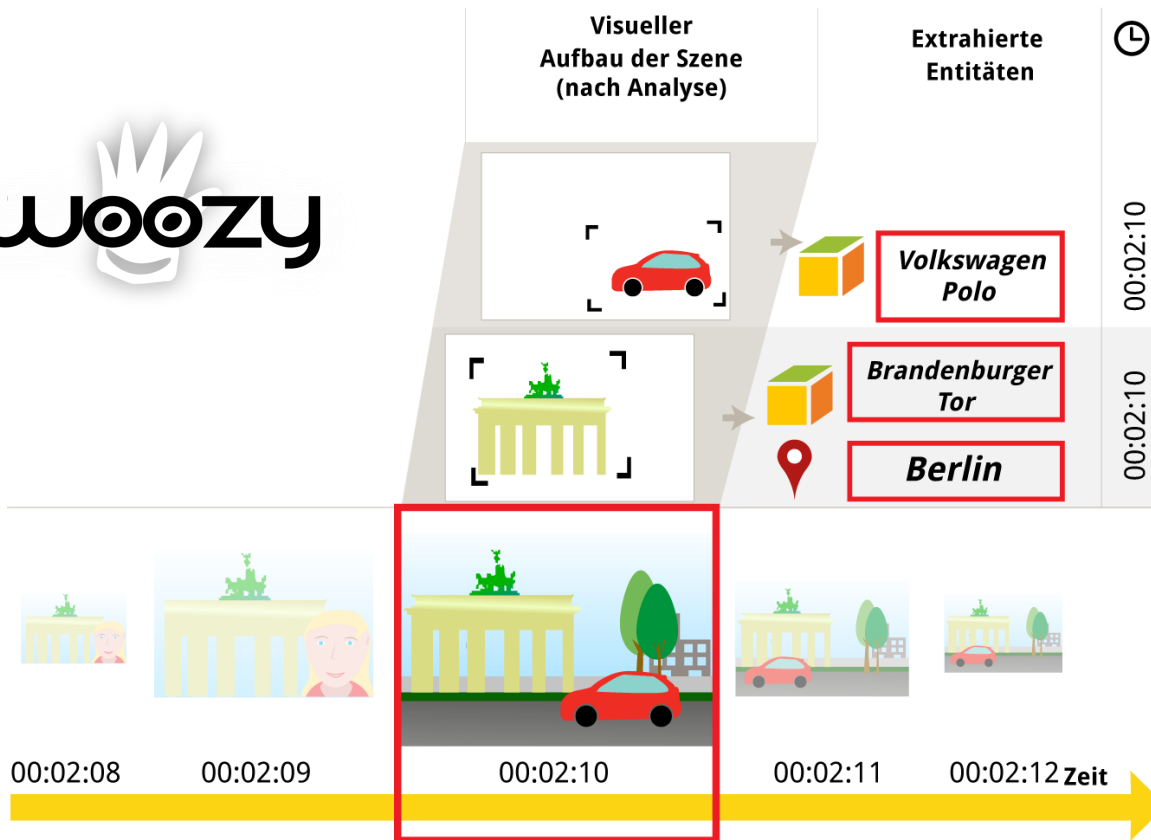 Visueller
Aufbau der Szene
(nach Analyse)
Extrahierte
Entitäten
woozy
Volkswagen
Polo
00:02:10
Brandenburger
Tor
Berlin
00:02:10
00:02:08
00:02:09
00:02:10
00:02:11
00:02:12
Zeit